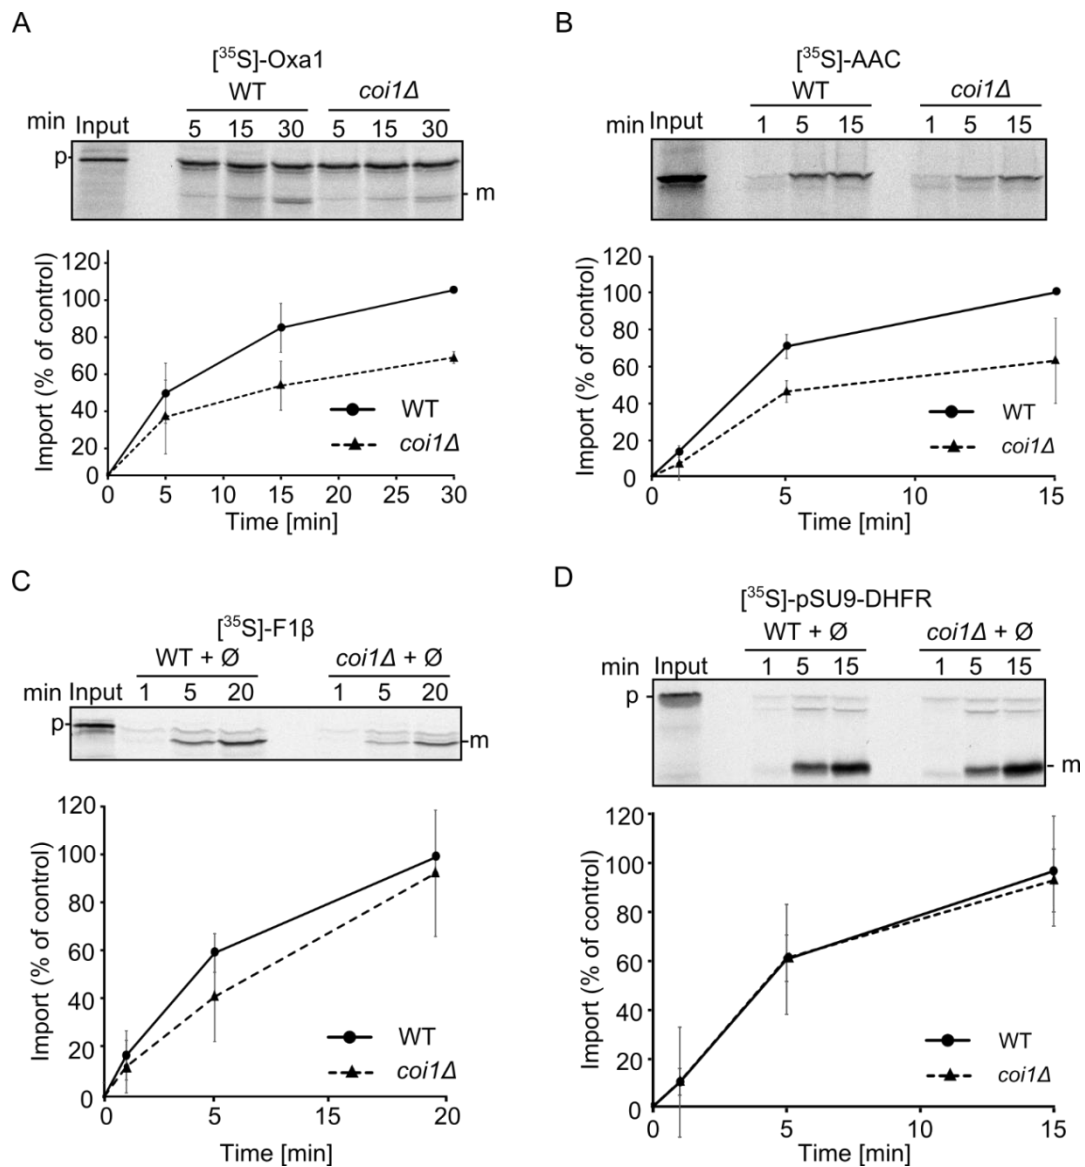 A
[³⁵S]-Oxa1
WT coi1Δ
min Input 5 15 30 5 15 30
p
m
120
100
80
60
40
20
0
Import (% of control)
WT
coi1Δ
0 5 10 15 20 25 30
Time [min]
B
[³⁵S]-AAC
WT coi1Δ
min Input 1 5 15 1 5 15
120
100
80
60
40
20
0
Import (% of control)
WT
coi1Δ
0 5 10 15
Time [min]
C
[³⁵S]-F1β
WT + Ø coi1Δ + Ø
min Input 1 5 20 1 5 20
p
m
120
100
80
60
40
20
0
Import (% of control)
WT
coi1Δ
0 5 15 20
Time [min]
D
[³⁵S]-pSU9-DHFR
WT + Ø coi1Δ + Ø
min Input 1 5 15 1 5 15
p
m
120
100
80
60
40
20
0
Import (% of control)
WT
coi1Δ
0 5 10 15
Time [min]